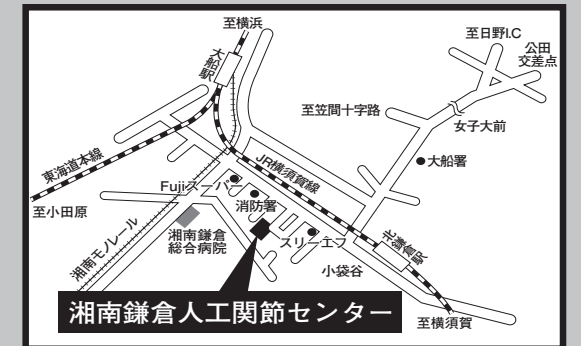 至横浜
大船駅
至日野I.C
公田
交差点
至笠間十字路
女子大前
大船署
東海道本線
JR横須賀線
Fujiスーパー
消防署
至小田原
湘南鎌倉
総合病院
スリーエフ
北鎌倉駅
湘南モノレール
小袋谷
湘南鎌倉人工関節センター
至横須賀